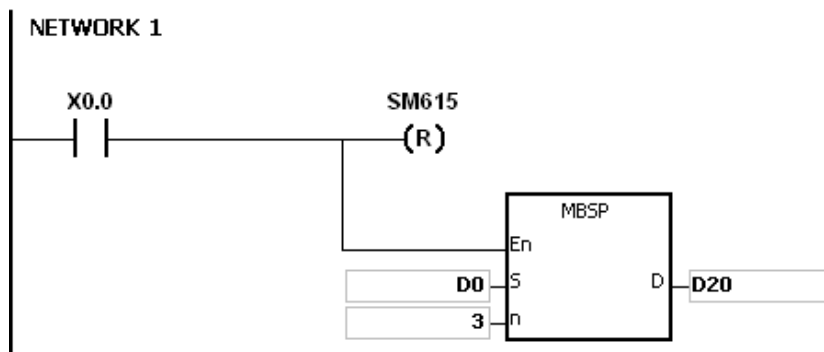 NETWORK 1
X0.0
SM615
(R)
MBSP
En
D0 S D D20
3 n